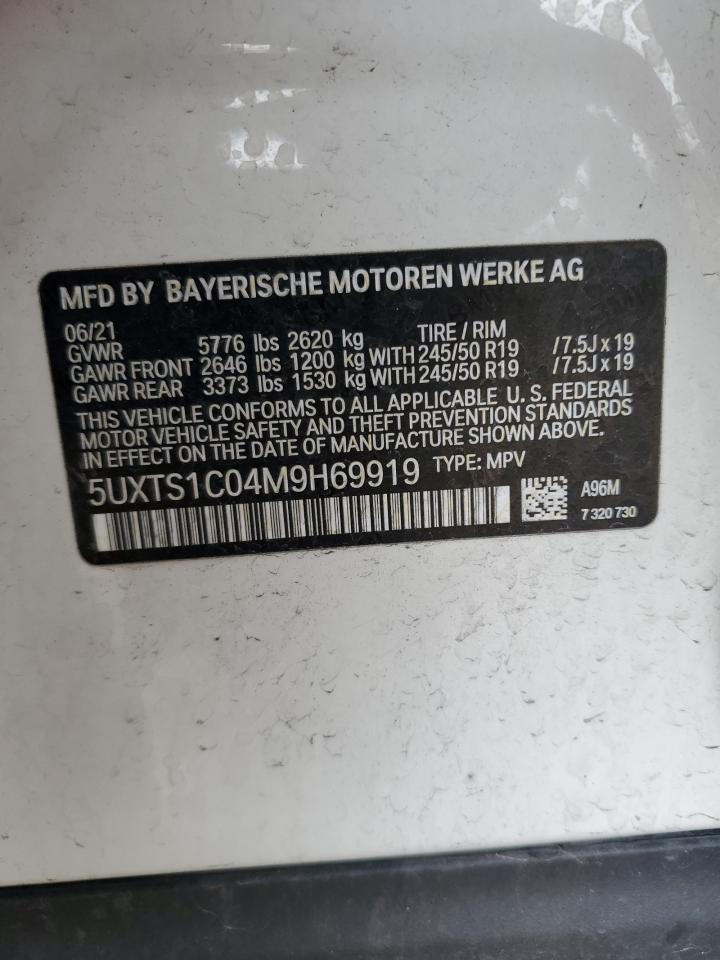 MFD BY BAYERISCHE MOTOREN WERKE AG
06/21 TIRE / RIM
GVWR 5776 lbs 2620 kg
GAWR FRONT 2646 lbs 1200 kg WITH 245/50 R19 /7.5J x 19
GAWR REAR 3373 lbs 1530 kg WITH 245/50 R19 /7.5J x 19
THIS VEHICLE CONFORMS TO ALL APPLICABLE U. S. FEDERAL
MOTOR VEHICLE SAFETY AND THEFT PREVENTION STANDARDS
IN EFFECT ON THE DATE OF MANUFACTURE SHOWN ABOVE.
5UXTS1C04M9H69919 TYPE: MPV
A96M
7 320 730